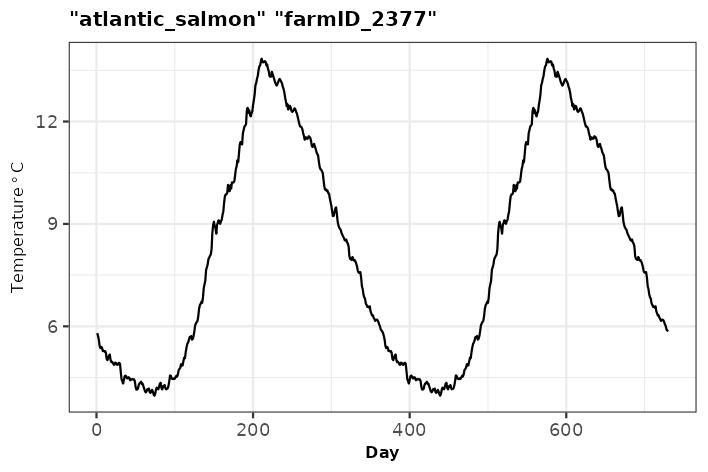 "atlantic_salmon" "farmID_2377"
Temperature°C
12
9
6
0
200
400
600
Day